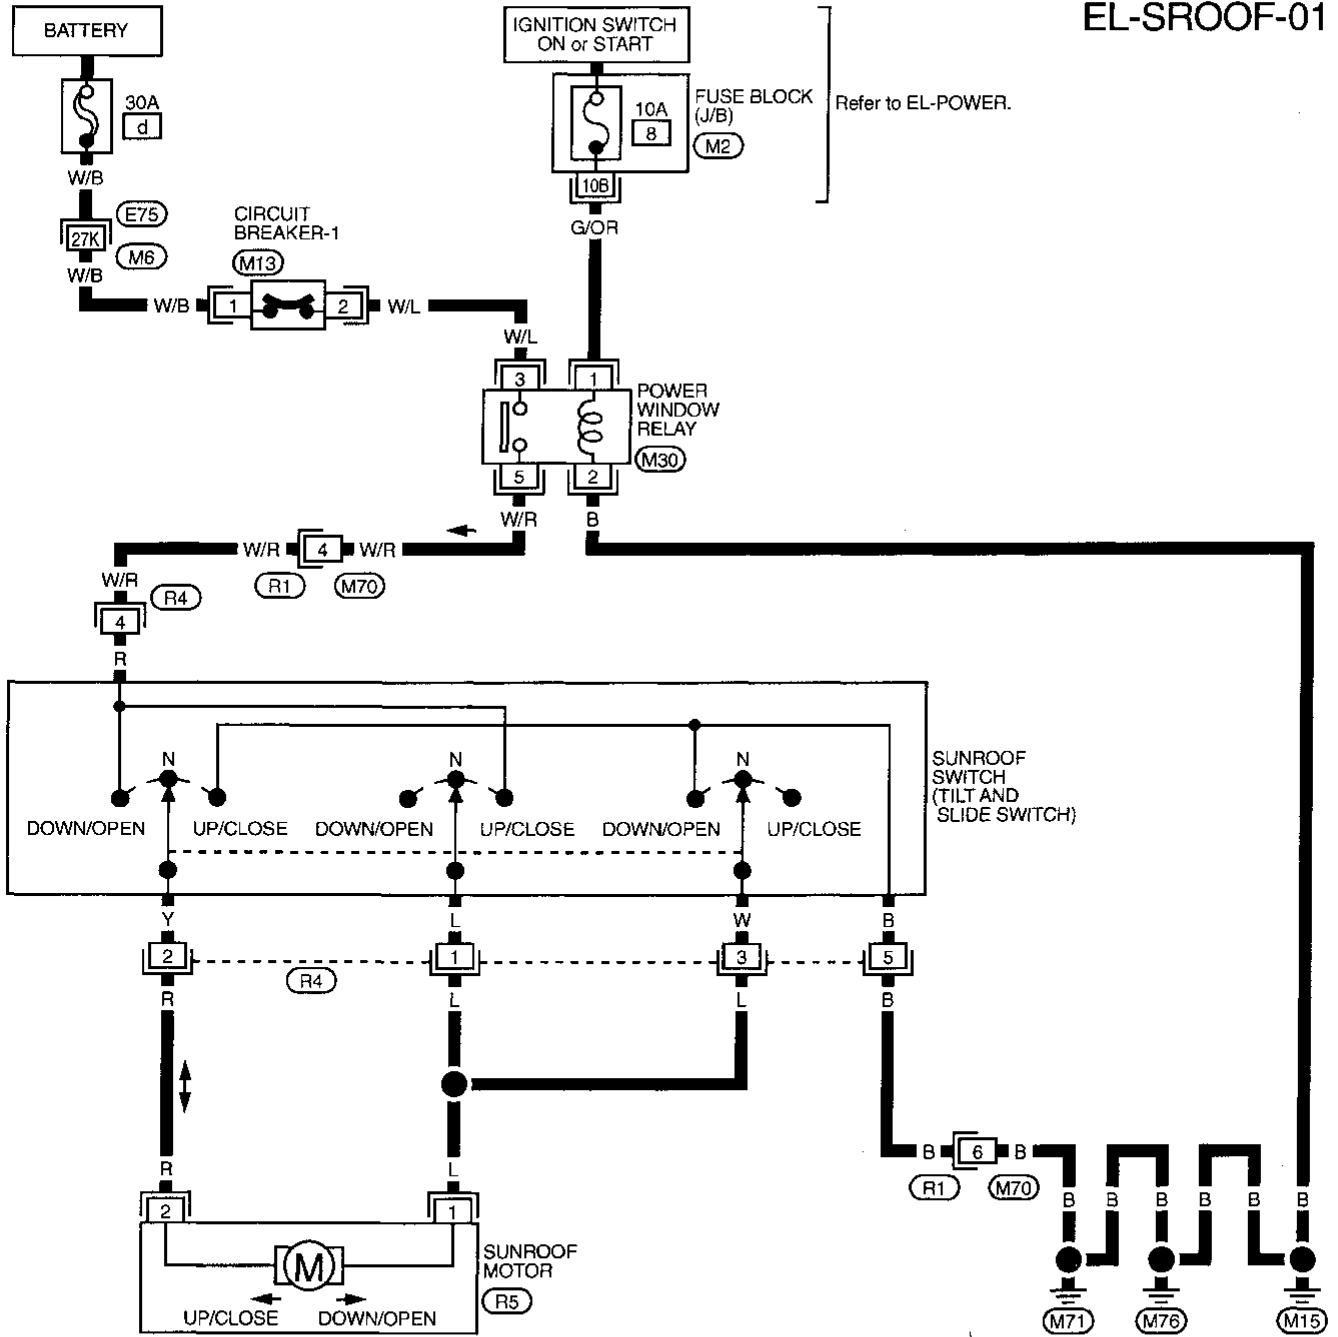 EL-SROOF-01
BATTERY
IGNITION SWITCH
ON or START
30A
d
10A
8
FUSE BLOCK
(J/B)
M2
Refer to EL-POWER.
W/B
10B
E75
27K
M6
G/OR
CIRCUIT
BREAKER-1
M13
W/B
W/B
1
2
W/L
W/L
3
1
POWER
WINDOW
RELAY
M30
5
2
W/R
B
W/R
4
W/R
R1
M70
W/R
R4
4
R
N
N
N
DOWN/OPEN
UP/CLOSE
DOWN/OPEN
UP/CLOSE
DOWN/OPEN
UP/CLOSE
SUNROOF
SWITCH
(TILT AND
SLIDE SWITCH)
Y
L
W
B
2
1
3
5
R4
R
L
L
B
R
L
B
6
B
R1
M70
2
1
B
B
B
B
B
B
M
SUNROOF
MOTOR
R5
UP/CLOSE
DOWN/OPEN
M71
M76
M15